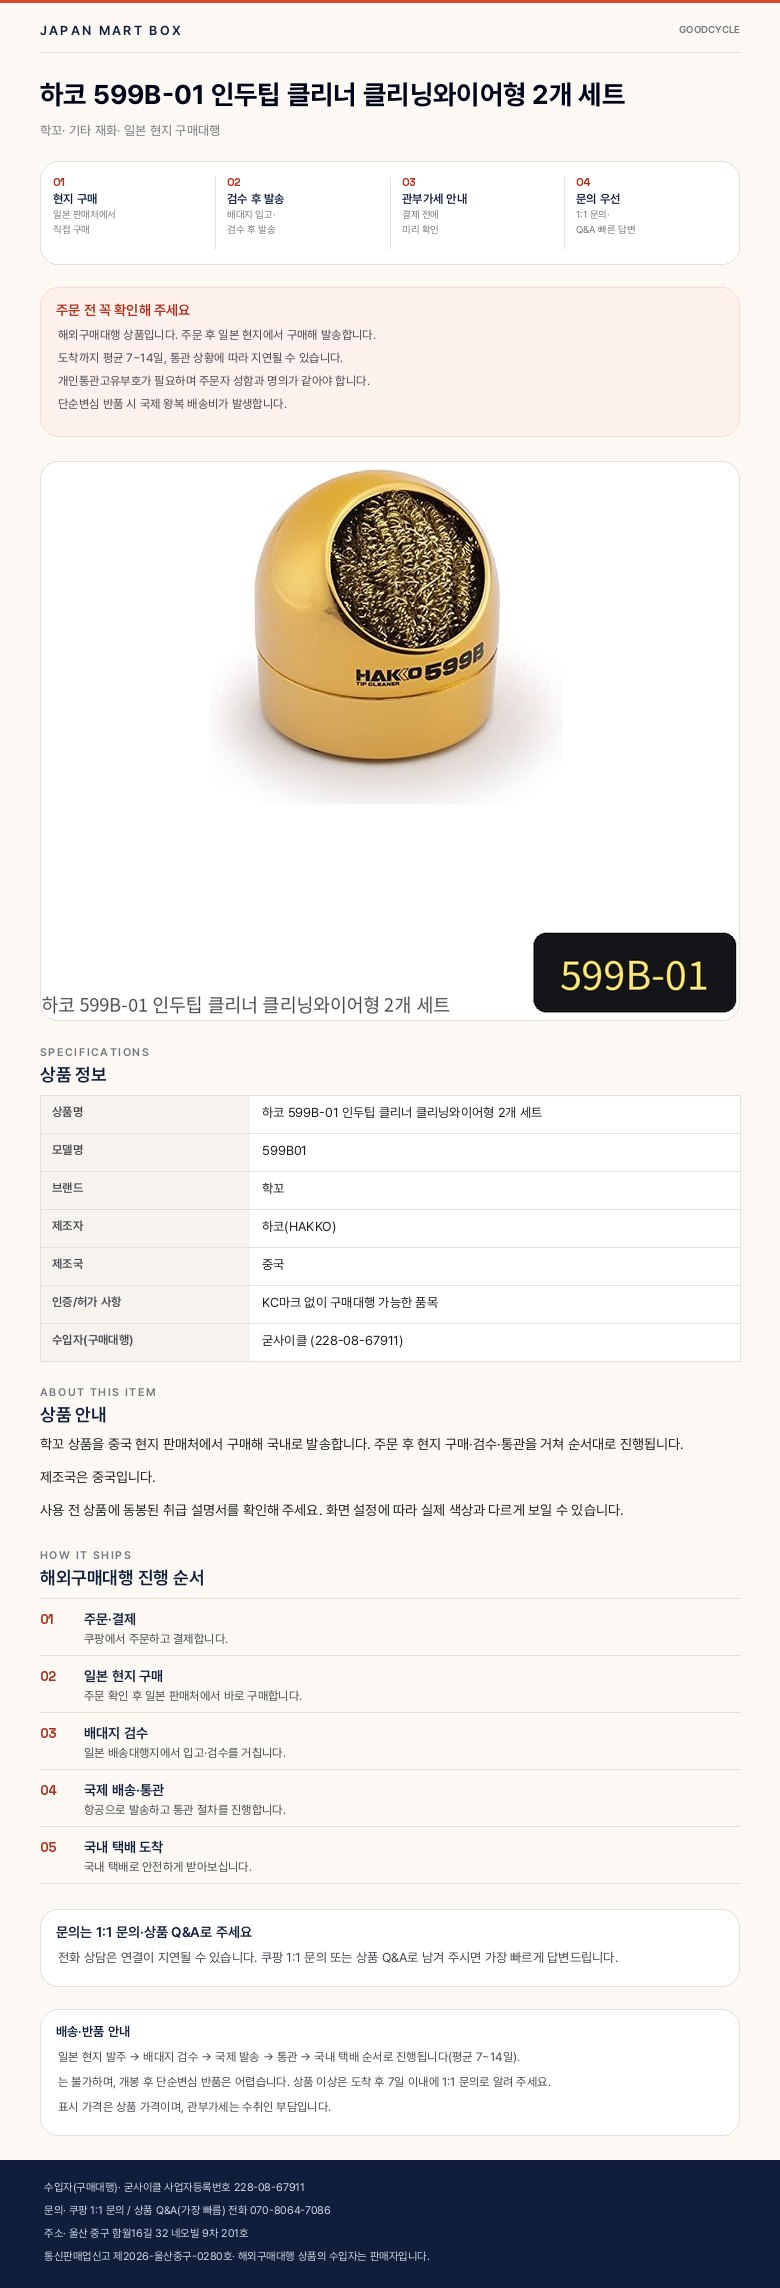 JAPAN MART BOX
GOODCYCLE
하코 599B-01 인두팁 클리너 클리닝와이어형 2개 세트
학꼬· 기타 재화· 일본 현지 구매대행
01
현지 구매
일본 판매처에서
직접 구매
02
검수 후 발송
배대지 입고·
검수 후 발송
03
관부가세 안내
결제 전에
미리 확인
04
문의 우선
1:1 문의·
Q&A 빠른 답변
주문 전 꼭 확인해 주세요
해외구매대행 상품입니다. 주문 후 일본 현지에서 구매해 발송합니다.
도착까지 평균 7~14일, 통관 상황에 따라 지연될 수 있습니다.
개인통관고유부호가 필요하며 주문자 성함과 명의가 같아야 합니다.
단순변심 반품 시 국제 왕복 배송비가 발생합니다.
HAKKO 599B
TIP CLEANER
599B-01
하코 599B-01 인두팁 클리너 클리닝와이어형 2개 세트
SPECIFICATIONS
상품 정보
상품명 하코 599B-01 인두팁 클리너 클리닝와이어형 2개 세트
모델명 599B01
브랜드 학꼬
제조자 하코(HAKKO)
제조국 중국
인증/허가 사항 KC마크 없이 구매대행 가능한 품목
수입자(구매대행) 굳사이클 (228-08-67911)
ABOUT THIS ITEM
상품 안내
학꼬 상품을 중국 현지 판매처에서 구매해 국내로 발송합니다. 주문 후 현지 구매·검수·통관을 거쳐 순서대로 진행됩니다.
제조국은 중국입니다.
사용 전 상품에 동봉된 취급 설명서를 확인해 주세요. 화면 설정에 따라 실제 색상과 다르게 보일 수 있습니다.
HOW IT SHIPS
해외구매대행 진행 순서
01 주문·결제
쿠팡에서 주문하고 결제합니다.
02 일본 현지 구매
주문 확인 후 일본 판매처에서 바로 구매합니다.
03 배대지 검수
일본 배송대행지에서 입고·검수를 거칩니다.
04 국제 배송·통관
항공으로 발송하고 통관 절차를 진행합니다.
05 국내 택배 도착
국내 택배로 안전하게 받아보십니다.
문의는 1:1 문의·상품 Q&A로 주세요
전화 상담은 연결이 지연될 수 있습니다. 쿠팡 1:1 문의 또는 상품 Q&A로 남겨 주시면 가장 빠르게 답변드립니다.
배송·반품 안내
일본 현지 발주 → 배대지 검수 → 국제 발송 → 통관 → 국내 택배 순서로 진행됩니다(평균 7~14일).
는 불가하며, 개봉 후 단순변심 반품은 어렵습니다. 상품 이상은 도착 후 7일 이내에 1:1 문의로 알려 주세요.
표시 가격은 상품 가격이며, 관부가세는 수취인 부담입니다.
수입자(구매대행)· 굳사이클 사업자등록번호 228-08-67911
문의· 쿠팡 1:1 문의 / 상품 Q&A(가장 빠름) 전화 070-8064-7086
주소· 울산 중구 함월16길 32 네오빌 9차 201호
통신판매업신고 제2026-울산중구-0280호· 해외구매대행 상품의 수입자는 판매자입니다.